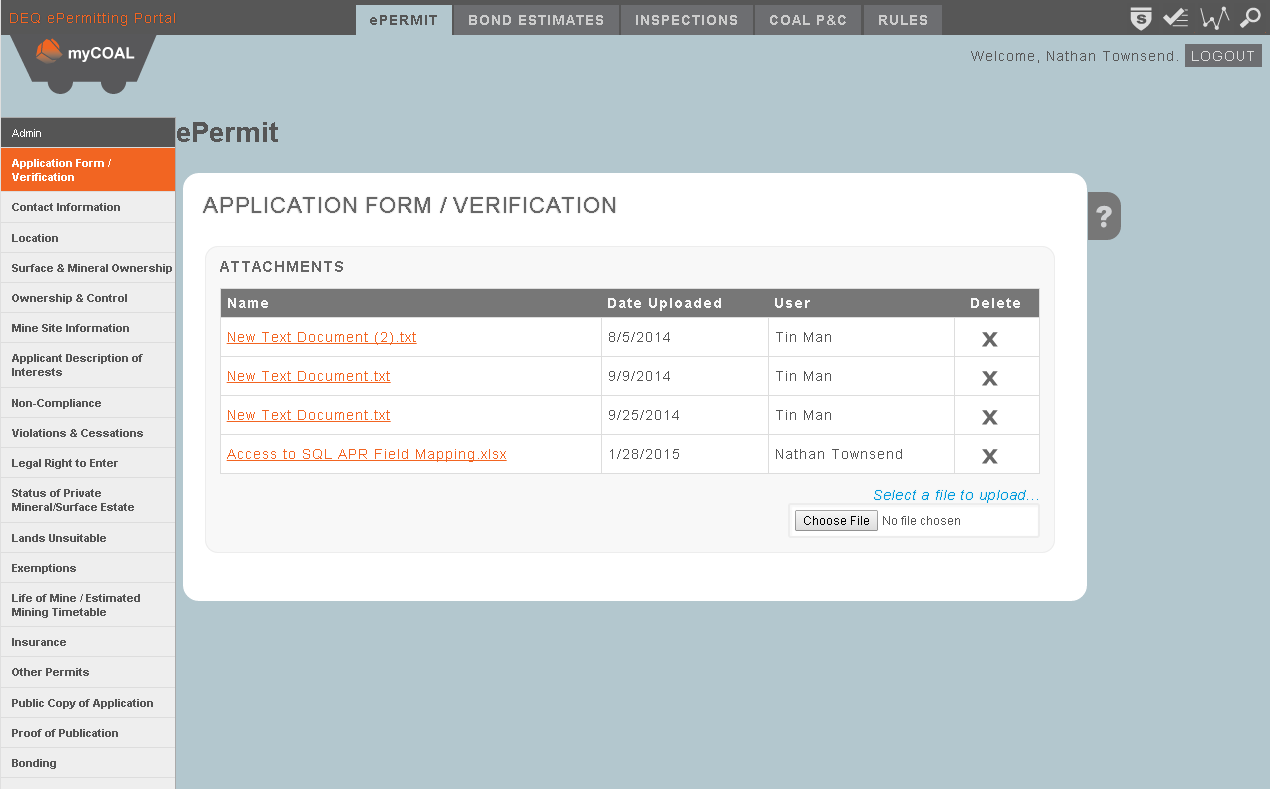 DEQ ePermitting Portal
ePERMIT
BOND ESTIMATES
INSPECTIONS
COAL P&C
RULES
S
myCOAL
Welcome, Nathan Townsend.
LOGOUT
Admin
Application Form /
Verification
Contact Information
Location
Surface & Mineral Ownership
Ownership & Control
Mine Site Information
Applicant Description of
Interests
Non-Compliance
Violations & Cessations
Legal Right to Enter
Status of Private
Mineral/Surface Estate
Lands Unsuitable
Exemptions
Life of Mine / Estimated
Mining Timetable
Insurance
Other Permits
Public Copy of Application
Proof of Publication
Bonding
ePermit
APPLICATION FORM / VERIFICATION
?
ATTACHMENTS
Name Date Uploaded User Delete
New Text Document (2).txt 8/5/2014 Tin Man X
New Text Document.txt 9/9/2014 Tin Man X
New Text Document.txt 9/25/2014 Tin Man X
Access to SQL APR Field Mapping.xlsx 1/28/2015 Nathan Townsend X
Select a file to upload...
Choose File No file chosen